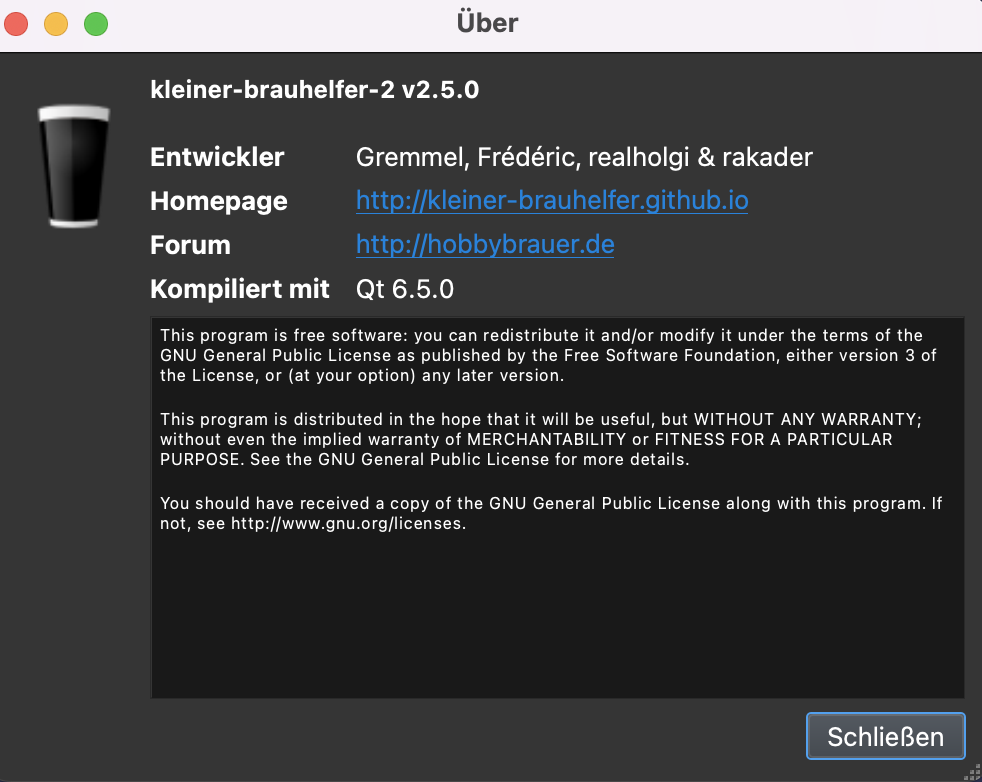 Über
kleiner-brauhelfer-2 v2.5.0
Entwickler Gremmel, Frédéric, realholgi & rakader
Homepage http://kleiner-brauhelfer.github.io
Forum http://hobbybrauer.de
Kompiliert mit Qt 6.5.0
This program is free software: you can redistribute it and/or modify it under the terms of the
GNU General Public License as published by the Free Software Foundation, either version 3 of
the License, or (at your option) any later version.
This program is distributed in the hope that it will be useful, but WITHOUT ANY WARRANTY;
without even the implied warranty of MERCHANTABILITY or FITNESS FOR A PARTICULAR
PURPOSE. See the GNU General Public License for more details.
You should have received a copy of the GNU General Public License along with this program. If
not, see http://www.gnu.org/licenses.
Schließen